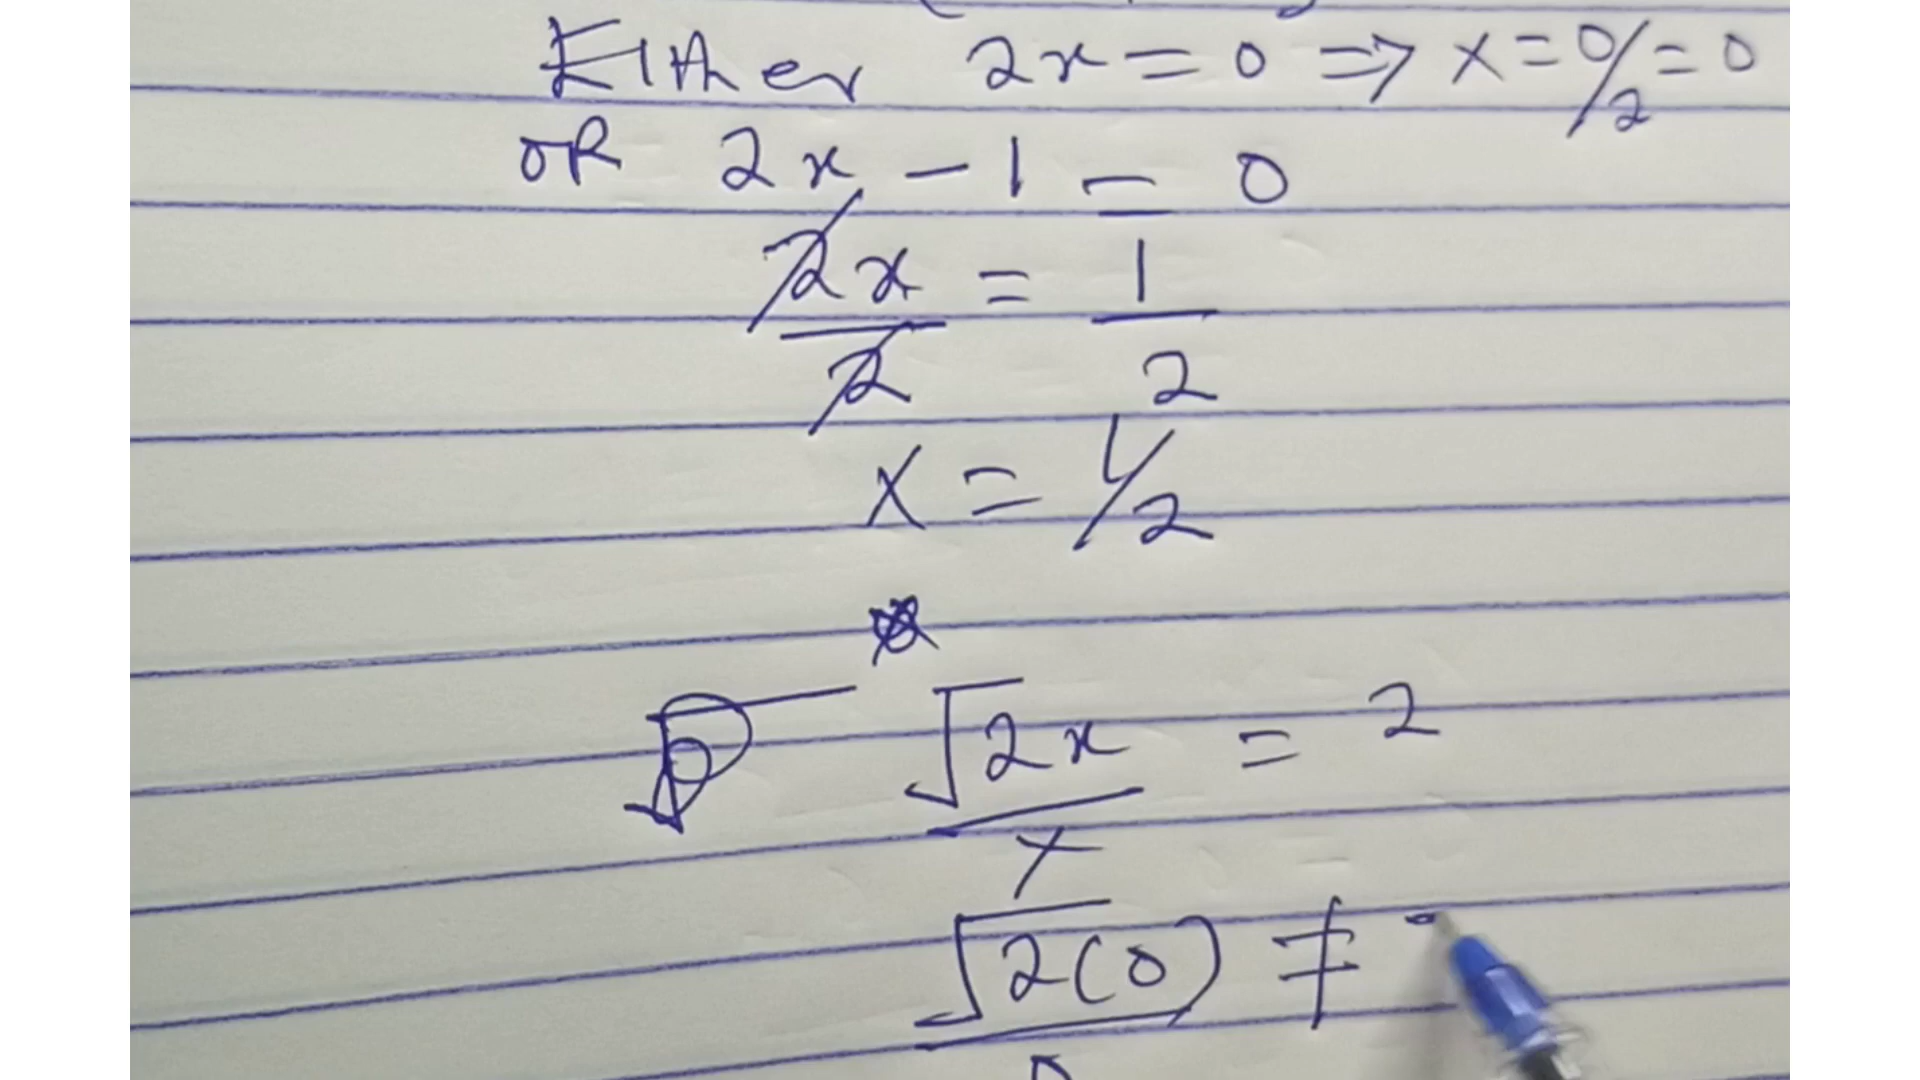 Either 2x = 0 => x = 0/2 = 0
OR 2x - 1 = 0
2x/2 = 1/2
x = 1/2
√2x/x = 2
√2(0)/0 ≠